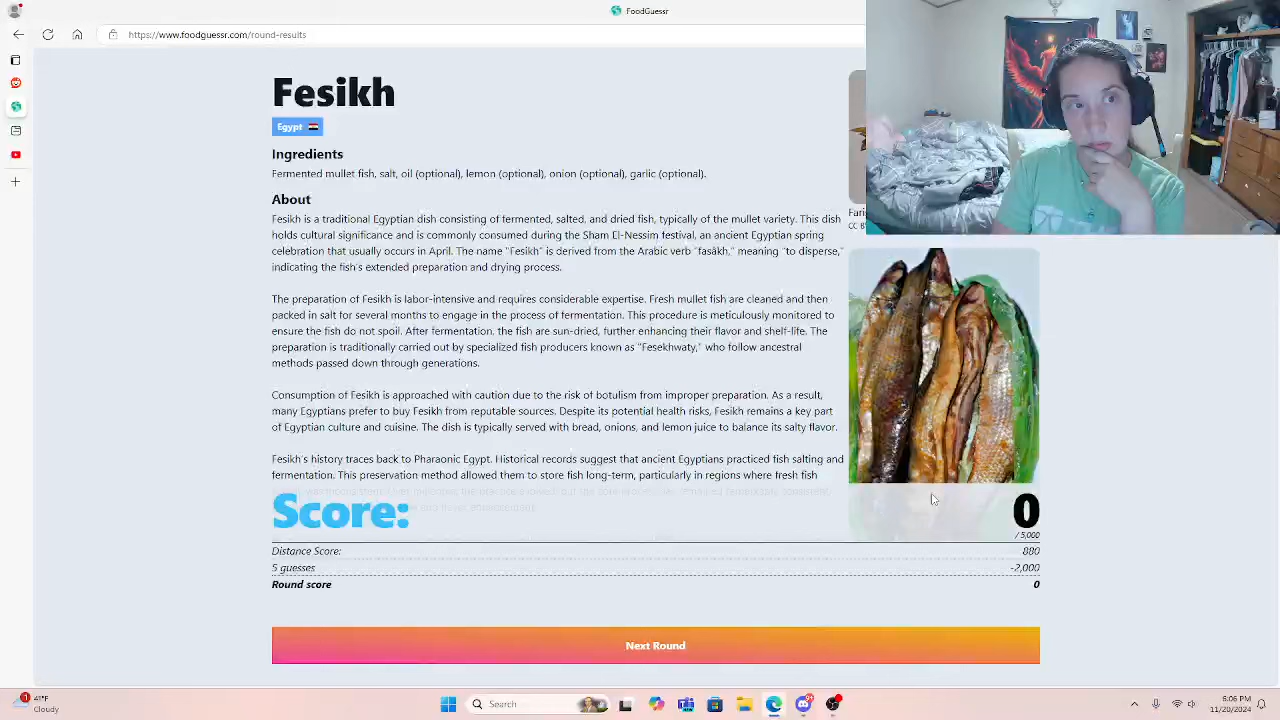 FoodGuessr
https://www.foodguessr.com/round-results
Fesikh
Egypt
Ingredients
Fermented mullet fish, salt, oil (optional), lemon (optional), onion (optional), garlic (optional).
About
Fesikh is a traditional Egyptian dish consisting of fermented, salted, and dried fish, typically of the mullet variety. This dish
holds cultural significance and is commonly consumed during the Sham El-Nessim festival, an ancient Egyptian spring
celebration that usually occurs in April. The name "Fesikh" is derived from the Arabic verb "fasākh," meaning "to disperse,"
indicating the fish's extended preparation and drying process.
The preparation of Fesikh is labor-intensive and requires considerable expertise. Fresh mullet fish are cleaned and then
packed in salt for several months to engage in the process of fermentation. This procedure is meticulously monitored to
ensure the fish do not spoil. After fermentation, the fish are sun-dried, further enhancing their flavor and shelf-life. The
preparation is traditionally carried out by specialized fish producers known as "Fesekhwaty," who follow ancestral
methods passed down through generations.
Consumption of Fesikh is approached with caution due to the risk of botulism from improper preparation. As a result,
many Egyptians prefer to buy Fesikh from reputable sources. Despite its potential health risks, Fesikh remains a key part
of Egyptian culture and cuisine. The dish is typically served with bread, onions, and lemon juice to balance its salty flavor.
Fesikh's history traces back to Pharaonic Egypt. Historical records suggest that ancient Egyptians practiced fish salting and
fermentation. This preservation method allowed them to store fish long-term, particularly in regions where fresh fish
Score: 0
/ 5,000
Distance Score: 880
5 guesses -2,000
Round score 0
Next Round
1
41°F
Cloudy
Search
6:06 PM
11/20/2024